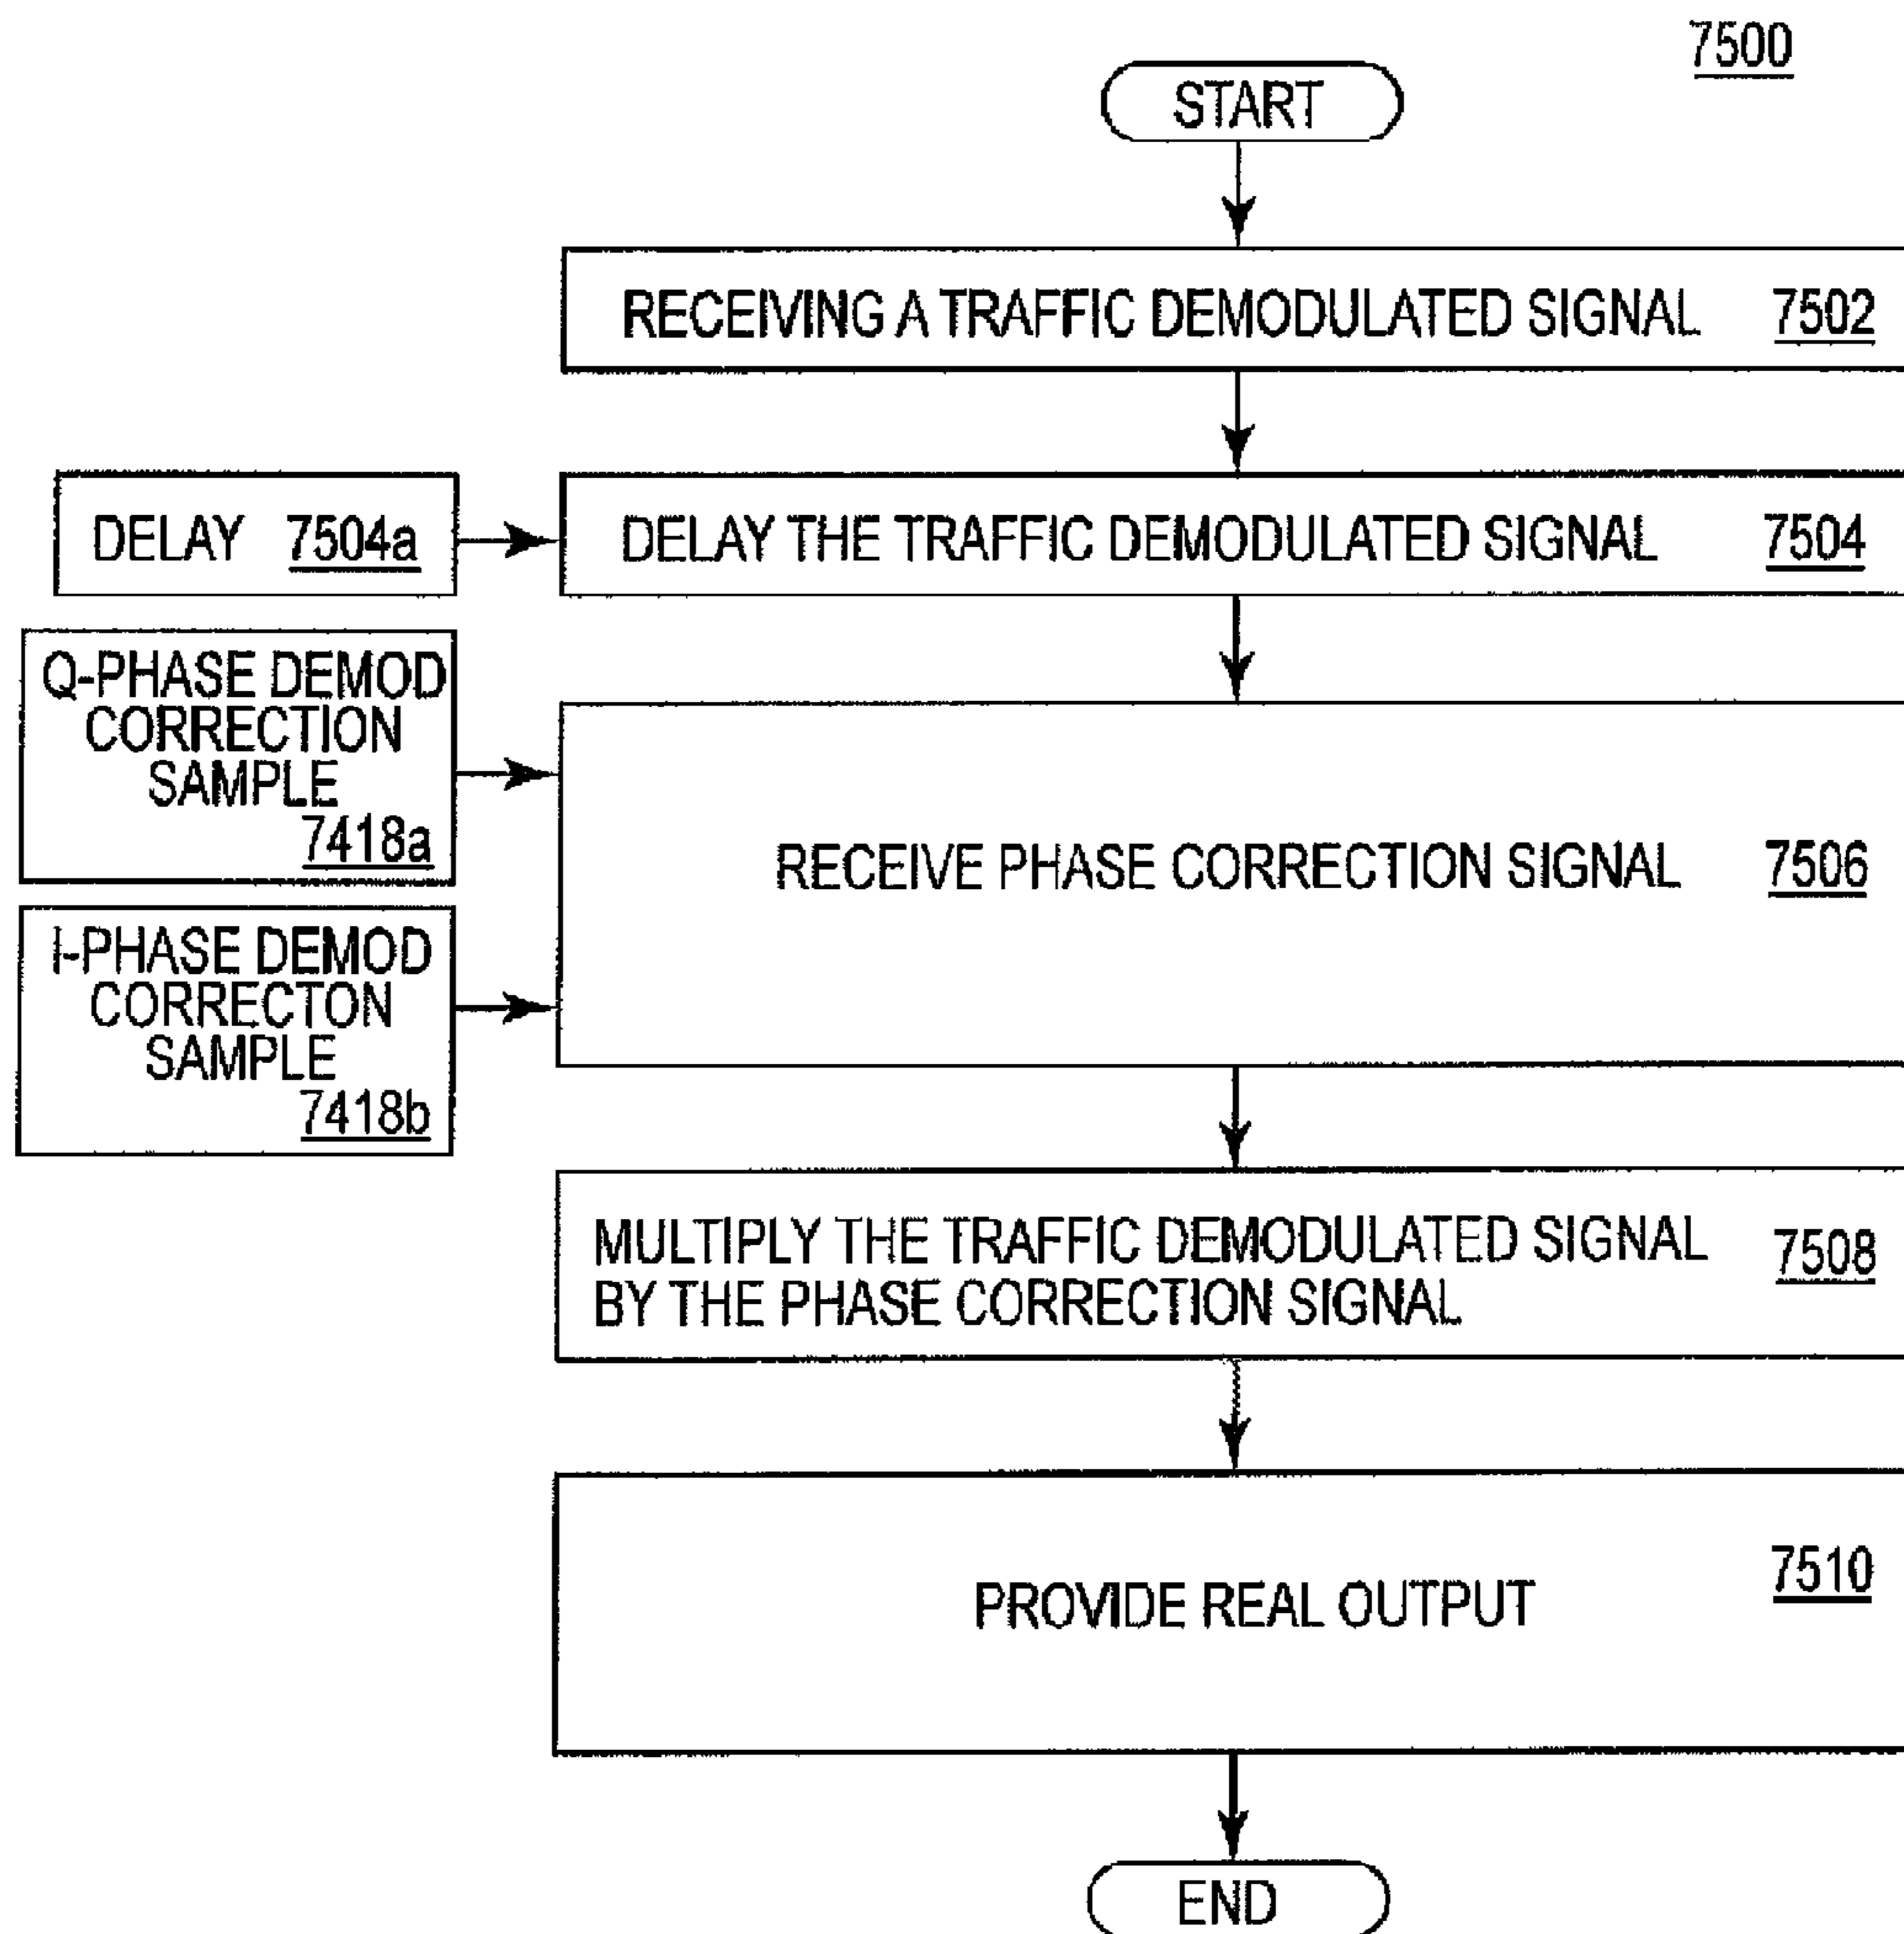 7500
START
RECEIVING A TRAFFIC DEMODULATED SIGNAL 7502
DELAY 7504a
DELAY THE TRAFFIC DEMODULATED SIGNAL 7504
Q-PHASE DEMOD
CORRECTION
SAMPLE
7418a
RECEIVE PHASE CORRECTION SIGNAL 7506
I-PHASE DEMOD
CORRECTON
SAMPLE
7418b
MULTIPLY THE TRAFFIC DEMODULATED SIGNAL 7508
BY THE PHASE CORRECTION SIGNAL
7510
PROVIDE REAL OUTPUT
END